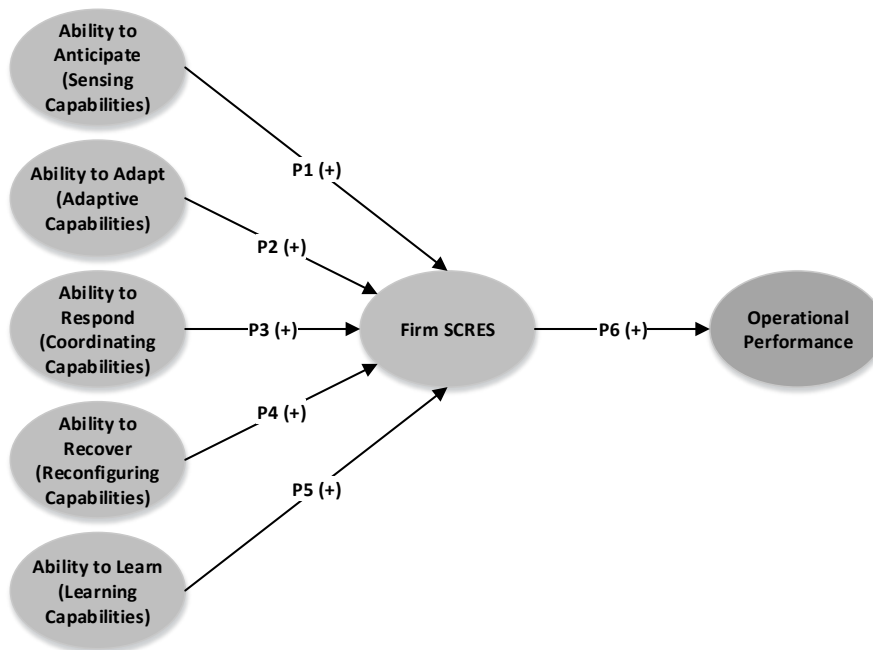 Ability to
Anticipate
(Sensing
Capabilities)
P1 (+)
Ability to Adapt
(Adaptive
Capabilities)
P2 (+)
Ability to
Respond
(Coordinating
Capabilities)
P3 (+)
Firm SCRES
P6 (+)
Operational
Performance
Ability to
Recover
(Reconfiguring
Capabilities)
P4 (+)
P5 (+)
Ability to Learn
(Learning
Capabilities)